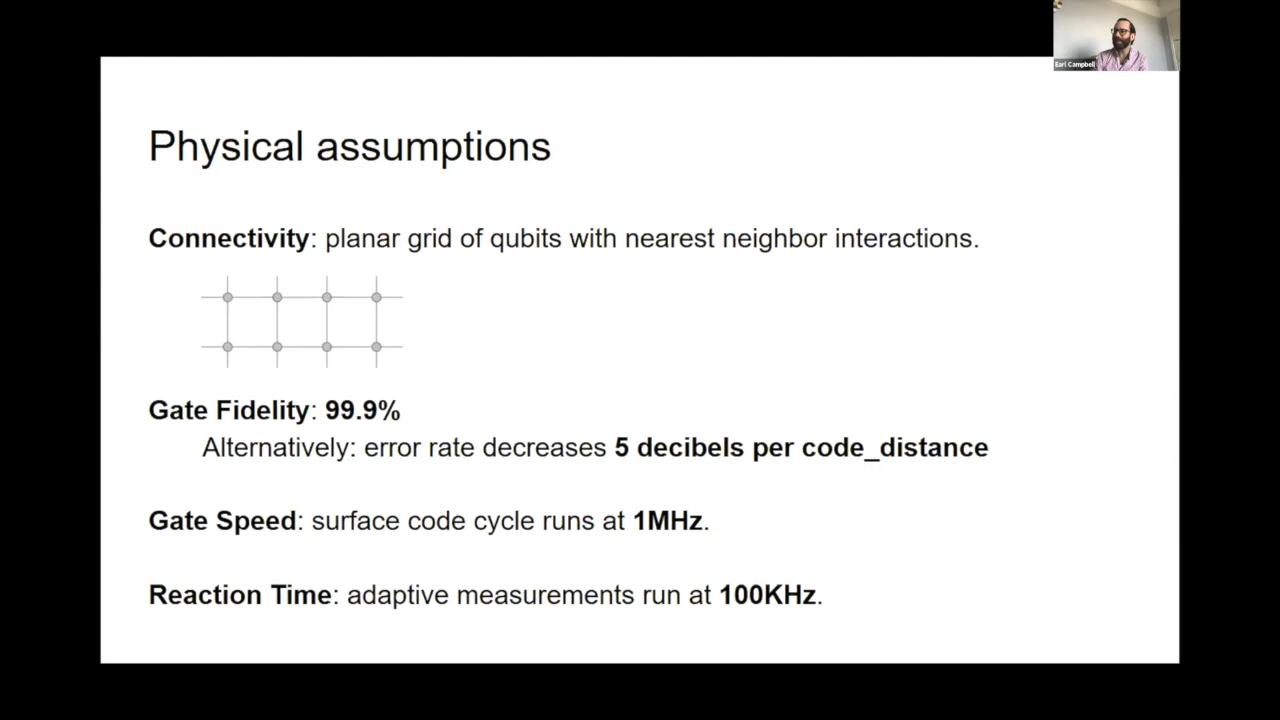 Earl Campbell
Physical assumptions
Connectivity: planar grid of qubits with nearest neighbor interactions.
Gate Fidelity: 99.9%
Alternatively: error rate decreases 5 decibels per code_distance
Gate Speed: surface code cycle runs at 1MHz.
Reaction Time: adaptive measurements run at 100KHz.